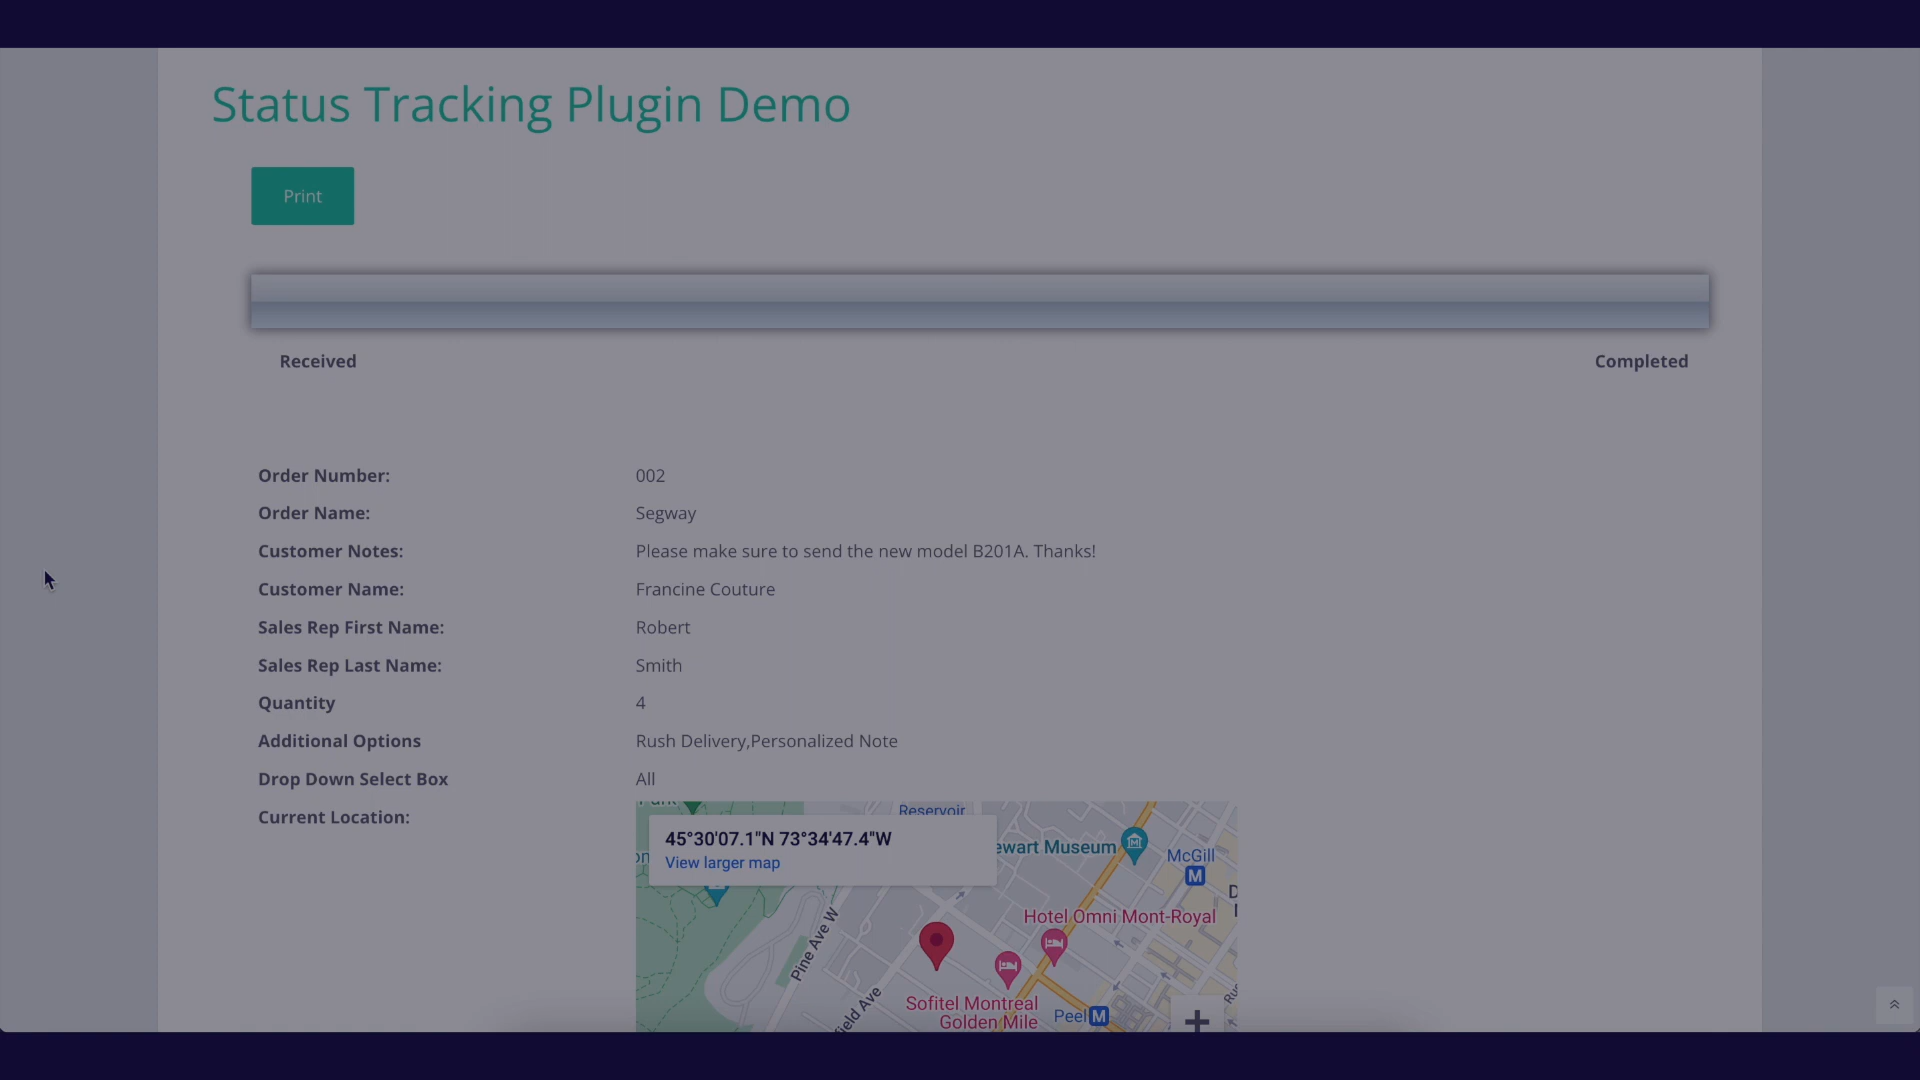 Status Tracking Plugin Demo
Print
Received Completed
Order Number: 002
Order Name: Segway
Customer Notes: Please make sure to send the new model B201A. Thanks!
Customer Name: Francine Couture
Sales Rep First Name: Robert
Sales Rep Last Name: Smith
Quantity 4
Additional Options Rush Delivery,Personalized Note
Drop Down Select Box All
Current Location:
Reservoir
45°30'07.1"N 73°34'47.4"W
View larger map
ewart Museum
McGill
M
Hotel Omni Mont-Royal
Pine Ave W
Sofitel Montreal
Golden Mile
Peel M
ield Ave